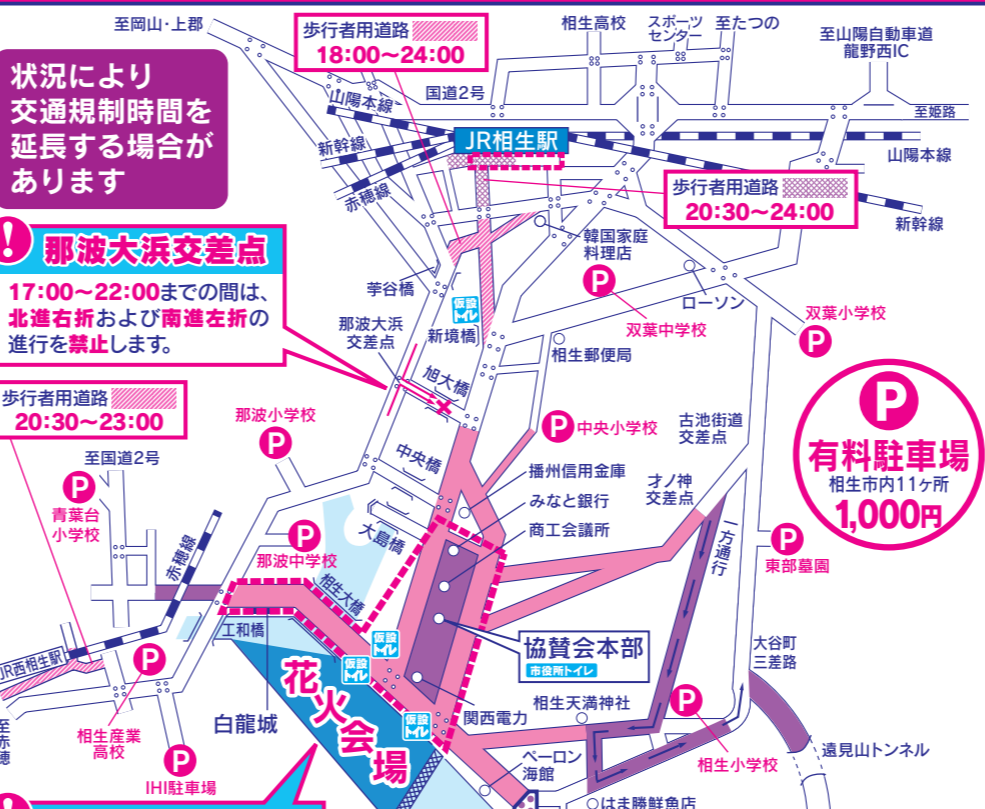 至岡山・上郡
歩行者用道路
18:00～24:00
相生高校
スポーツ
センター
至たつの
至山陽自動車道
龍野西IC
状況により
交通規制時間を
延長する場合が
あります
国道2号
山陽本線
至姫路
新幹線
JR相生駅
山陽本線
赤穂線
歩行者用道路
20:30～24:00
新幹線
!
那波大浜交差点
17:00～22:00までの間は、
北進右折および南進左折の
進行を禁止します。
韓国家庭
料理店
苧谷橋
P
双葉中学校
ローソン
仮設
トイレ
新境橋
那波大浜
交差点
双葉小学校
P
相生郵便局
旭大橋
歩行者用道路
20:30～23:00
P
有料駐車場
相生市内11ヶ所
1,000円
那波小学校
P
P
中央小学校
古池街道
交差点
至国道2号
中央橋
播州信用金庫
才ノ神
交差点
P
青葉台
小学校
みなと銀行
大島橋
商工会議所
一方通行
P
那波中学校
P
東部墓園
赤穂線
相生大橋
工和橋
仮設
トイレ
協賛会本部
市役所トイレ
大谷町
三差路
JR西相生駅
P
仮設
トイレ
花火会場
相生天満神社
P
至赤穂
相生産業
高校
白龍城
仮設
トイレ
関西電力
遠見山トンネル
P
IHI駐車場
ペーロン
海館
相生小学校
はま勝鮮魚店
!